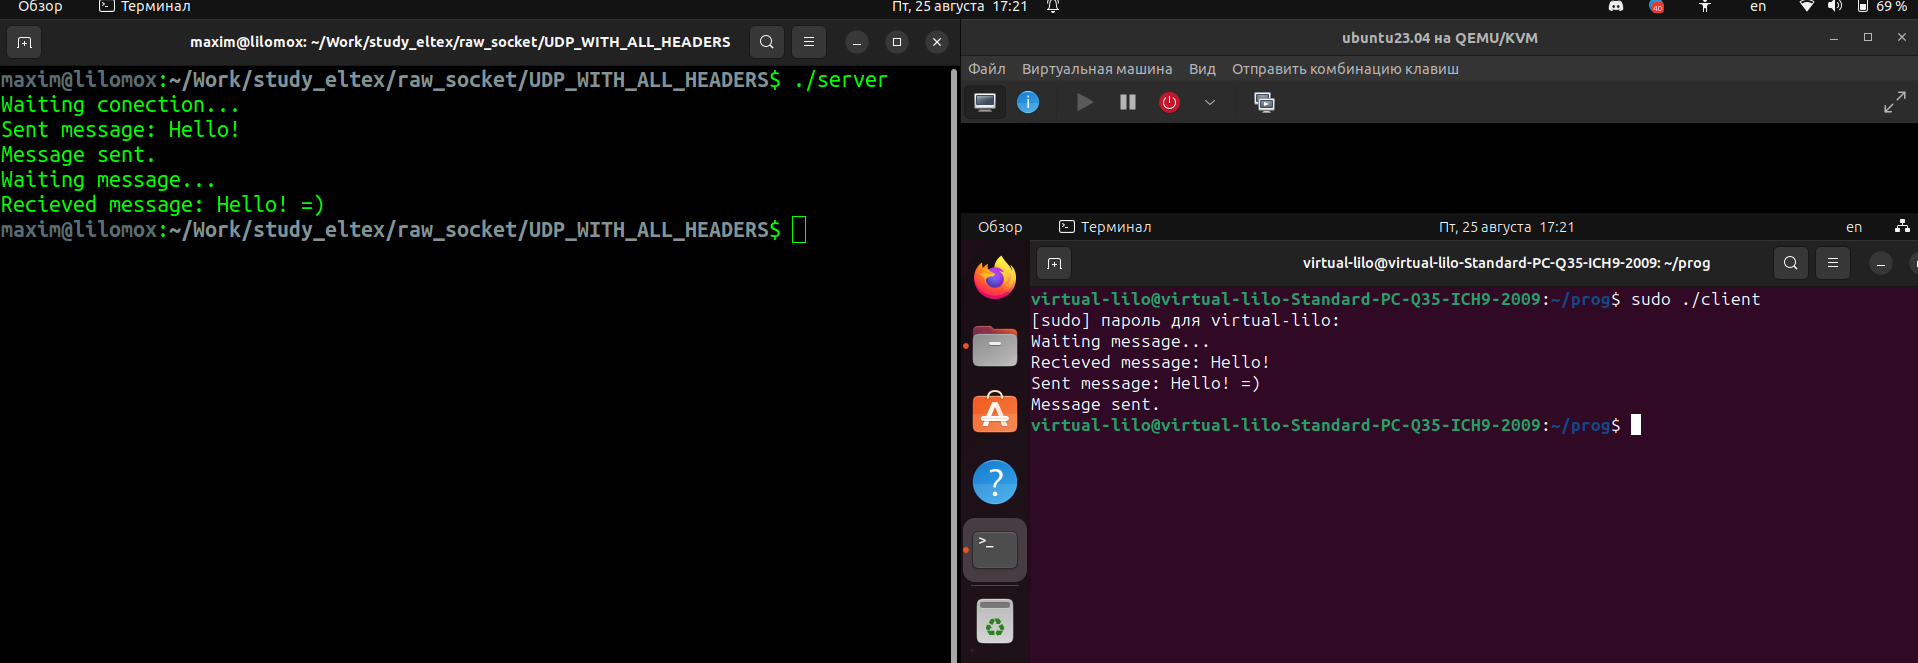 Обзор Терминал Пт, 25 августа 17:21 40 en 69 %
maxim@lilomox: ~/Work/study_eltex/raw_socket/UDP_WITH_ALL_HEADERS
maxim@lilomox:~/Work/study_eltex/raw_socket/UDP_WITH_ALL_HEADERS$ ./server
Waiting conection...
Sent message: Hello!
Message sent.
Waiting message...
Recieved message: Hello! =)
maxim@lilomox:~/Work/study_eltex/raw_socket/UDP_WITH_ALL_HEADERS$
ubuntu23.04 на QEMU/KVM
Файл Виртуальная машина Вид Отправить комбинацию клавиш
Обзор Терминал Пт, 25 августа 17:21 en
virtual-lilo@virtual-lilo-Standard-PC-Q35-ICH9-2009: ~/prog
virtual-lilo@virtual-lilo-Standard-PC-Q35-ICH9-2009:~/prog$ sudo ./client
[sudo] пароль для virtual-lilo:
Waiting message...
Recieved message: Hello!
Sent message: Hello! =)
Message sent.
virtual-lilo@virtual-lilo-Standard-PC-Q35-ICH9-2009:~/prog$